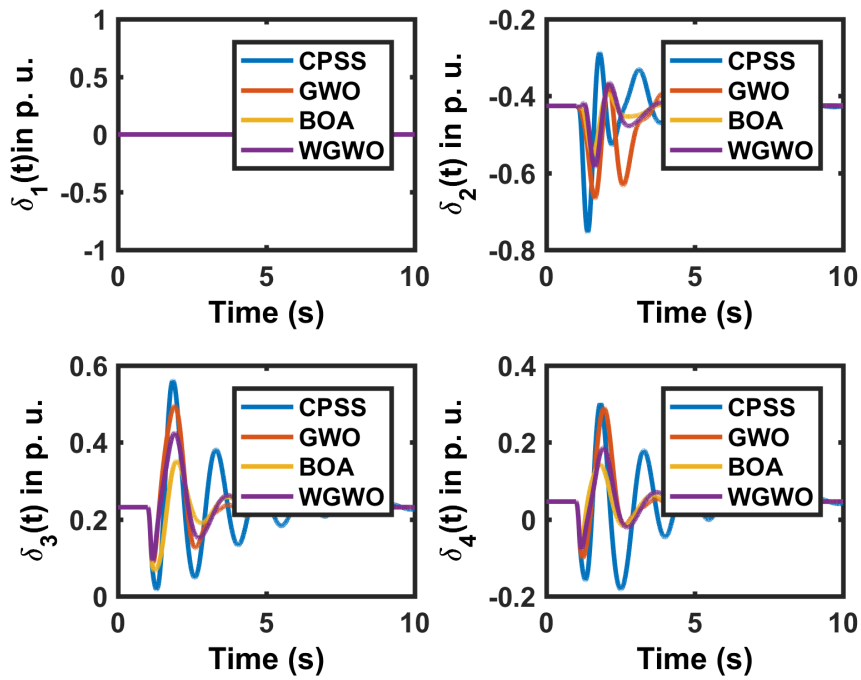 δ1(t)in p. u.
1
0.5
0
-0.5
-1
CPSS
GWO
BOA
WGWO
0 5 10
Time (s)
δ2(t) in p. u.
-0.2
-0.4
-0.6
-0.8
CPSS
GWO
BOA
WGWO
0 5 10
Time (s)
δ3(t) in p. u.
0.6
0.4
0.2
0
CPSS
GWO
BOA
WGWO
0 5 10
Time (s)
δ4(t) in p. u.
0.4
0.2
0
-0.2
CPSS
GWO
BOA
WGWO
0 5 10
Time (s)